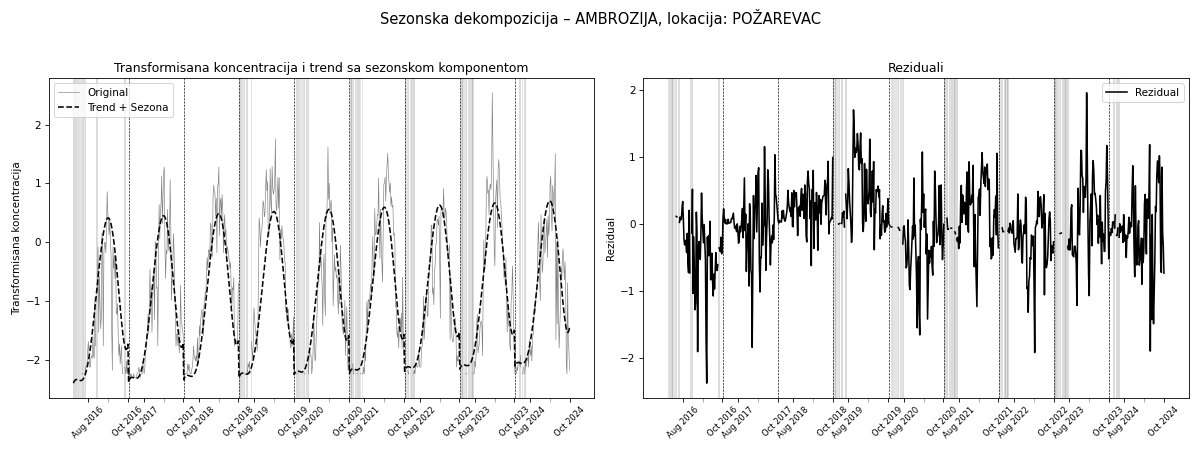 Sezonska dekompozicija – AMBROZIJA, lokacija: POŽAREVAC
Transformisana koncentracija i trend sa sezonskom komponentom
Original
Trend + Sezona
Transformisana koncentracija
2
1
0
−1
−2
Aug 2016
Oct 2016
Aug 2017
Oct 2017
Aug 2018
Oct 2018
Aug 2019
Oct 2019
Aug 2020
Oct 2020
Aug 2021
Oct 2021
Aug 2022
Oct 2022
Aug 2023
Oct 2023
Aug 2024
Oct 2024
Reziduali
Rezidual
Rezidual
2
1
0
−1
−2
Aug 2016
Oct 2016
Aug 2017
Oct 2017
Aug 2018
Oct 2018
Aug 2019
Oct 2019
Aug 2020
Oct 2020
Aug 2021
Oct 2021
Aug 2022
Oct 2022
Aug 2023
Oct 2023
Aug 2024
Oct 2024